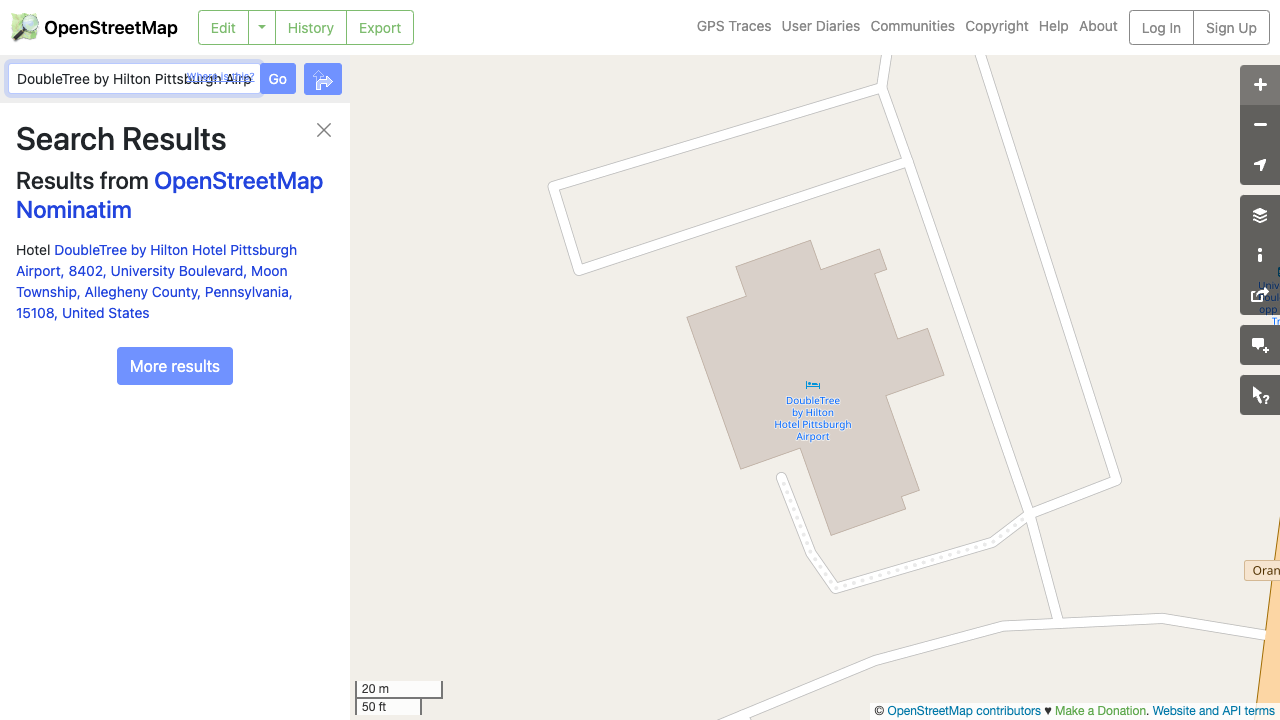 OpenStreetMap
Edit
History
Export
GPS Traces
User Diaries
Communities
Copyright
Help
About
Log In
Sign Up
DoubleTree by Hilton Pittsburgh Airp
Where is this?
Go
Search Results
Results from OpenStreetMap
Nominatim
Hotel DoubleTree by Hilton Hotel Pittsburgh
Airport, 8402, University Boulevard, Moon
Township, Allegheny County, Pennsylvania,
15108, United States
More results
DoubleTree
by Hilton
Hotel Pittsburgh
Airport
opp
Oran
20 m
50 ft
© OpenStreetMap contributors ♥ Make a Donation. Website and API terms